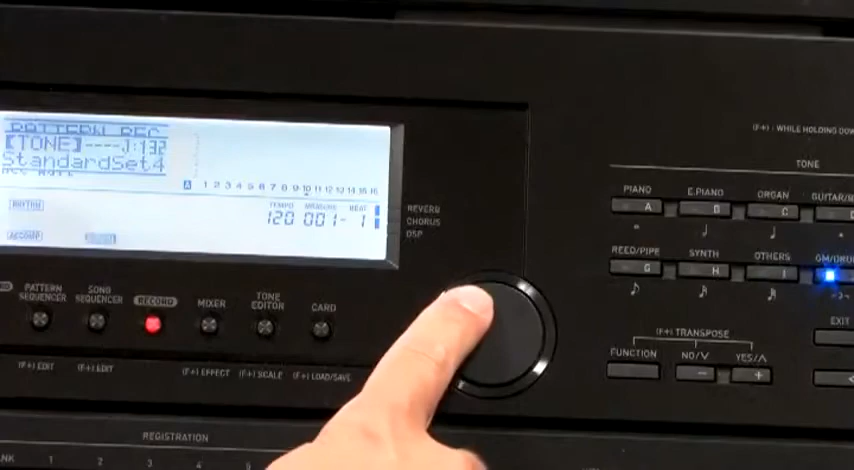 PATTERN REC
【TONE】----J:132
StandardSet4
A 1 2 3 4 5 6 7 8 9 10 11 12 13 14 15 16
RHYTHM
TEMPO MEASURE BEAT
120 001- 1
ACCOMP
REVERB
CHORUS
DSP
(F+) : WHILE HOLDING DOW
TONE
PIANO E.PIANO ORGAN GUITAR/B
A B C D
REED/PIPE SYNTH OTHERS GM/DRU
G H I
PATTERN SEQUENCER
SONG SEQUENCER
RECORD
MIXER
TONE EDITOR
CARD
(F+) EDIT (F+) EDIT (F+) EFFECT (F+) SCALE (F+) LOAD/SAVE
(F+) TRANSPOSE
FUNCTION NO/∨ YES/∧
− +
EXIT
REGISTRATION
ANK 1 2 3 4 5